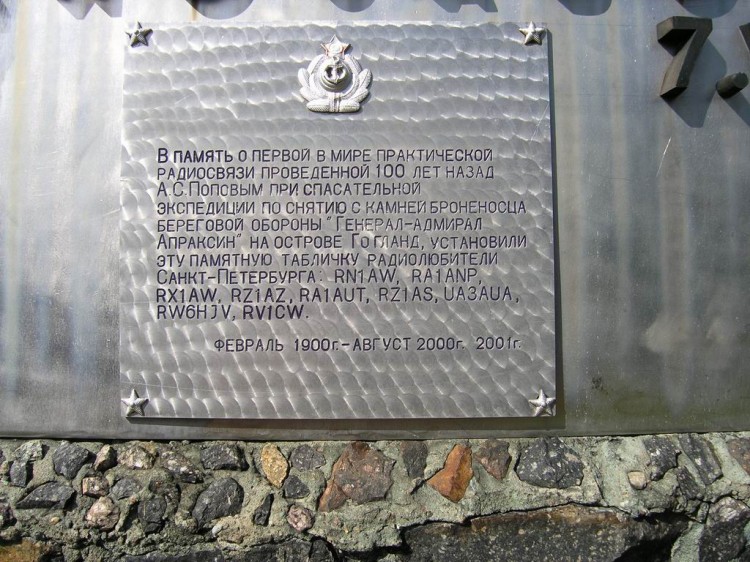 7.
В память о первой в мире практической
радиосвязи проведенной 100 лет назад
А.С.Поповым при спасательной
экспедиции по снятию с камней броненосца
береговой обороны "Генерал-адмирал
Апраксин" на острове Гогланд, установили
эту памятную табличку радиолюбители
Санкт-Петербурга: RN1AW, RA1ANP,
RX1AW, RZ1AZ, RA1AUT, RZ1AS, UA3AUA,
RW6HJV, RV1CW.
февраль 1900г.-август 2000г. 2001г.